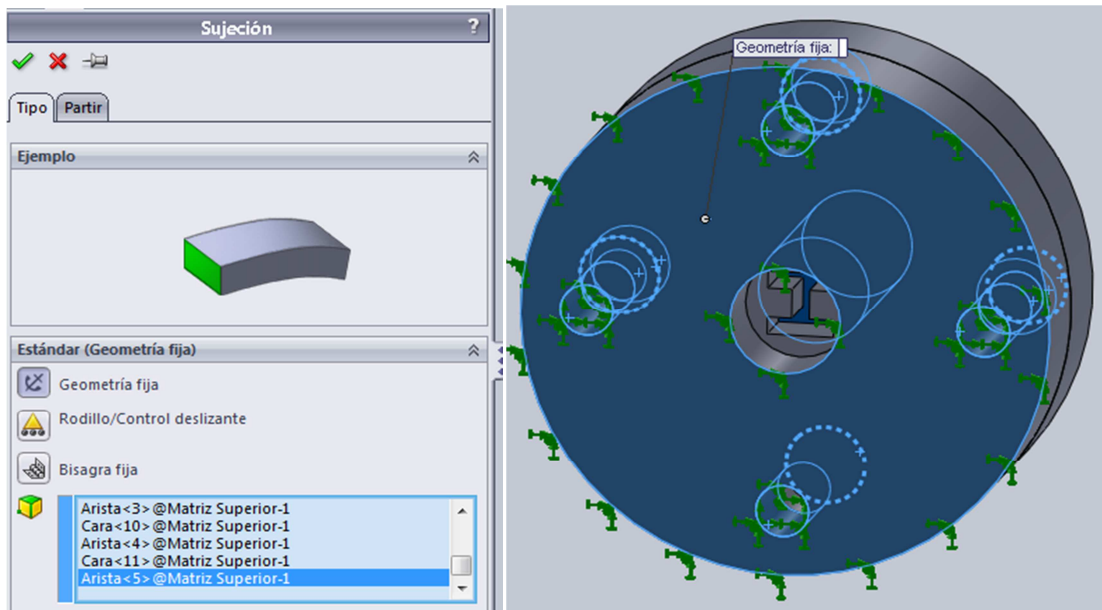 Sujeción
?
Tipo
Partir
Ejemplo
Estándar (Geometría fija)
Geometría fija
Rodillo/Control deslizante
Bisagra fija
Arista<3>@Matriz Superior-1
Cara<10>@Matriz Superior-1
Arista<4>@Matriz Superior-1
Cara<11>@Matriz Superior-1
Arista<5>@Matriz Superior-1
Geometría fija: